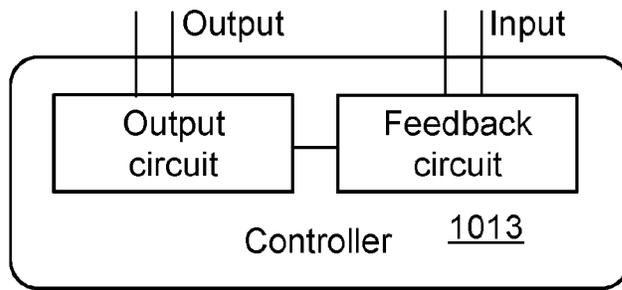 Output
Input
Output
circuit
Feedback
circuit
Controller
1013